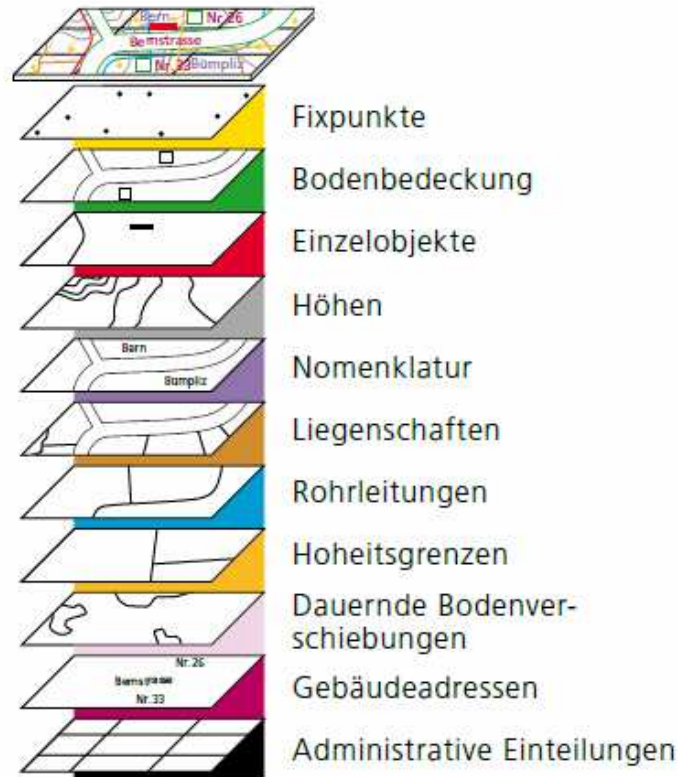 Bern
Nr. 26
Bernstrasse
Nr. 33 Bümpliz
Fixpunkte
Bodenbedeckung
Einzelobjekte
Höhen
Bern
Bümpliz
Nomenklatur
Liegenschaften
Rohrleitungen
Hoheitsgrenzen
Dauernde Bodenver-
schiebungen
Nr. 26
Bernstrasse
Nr. 33
Gebäudeadressen
Administrative Einteilungen